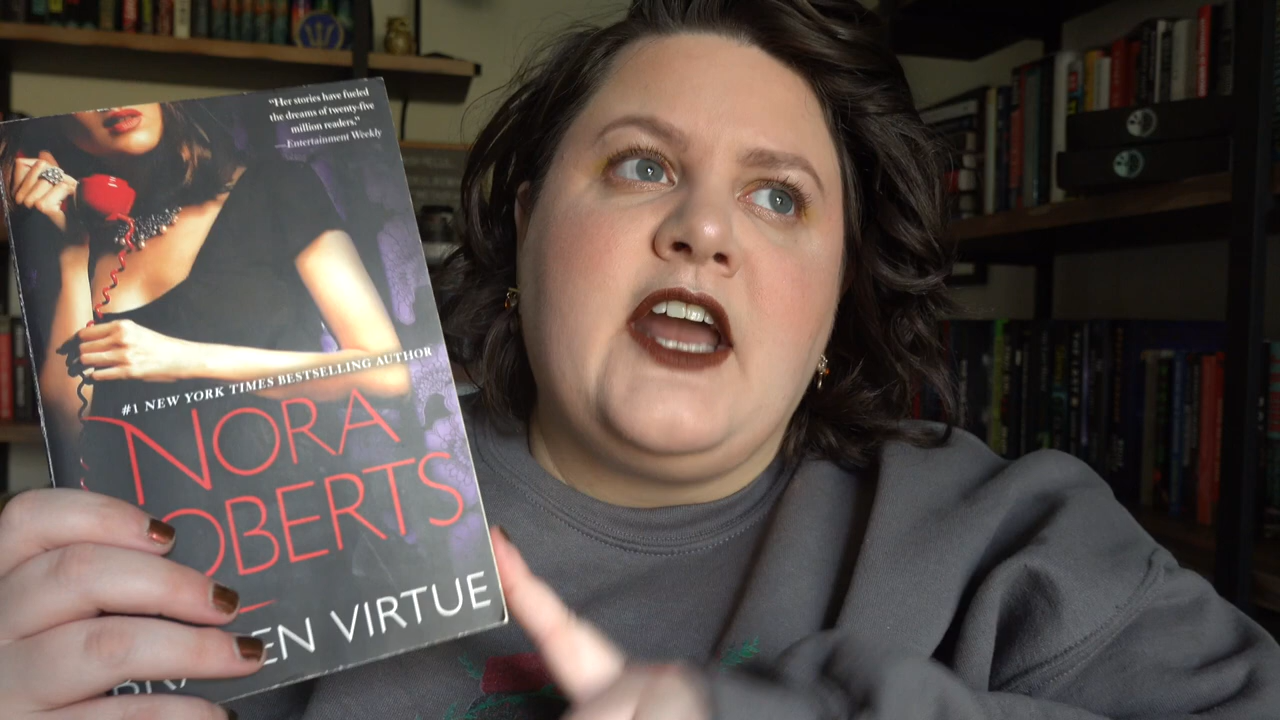 "Her stories have fueled
the dreams of twenty-five
million readers."
—Entertainment Weekly
#1 NEW YORK TIMES BESTSELLING AUTHOR
NORA
ROBERTS
VIRTUE